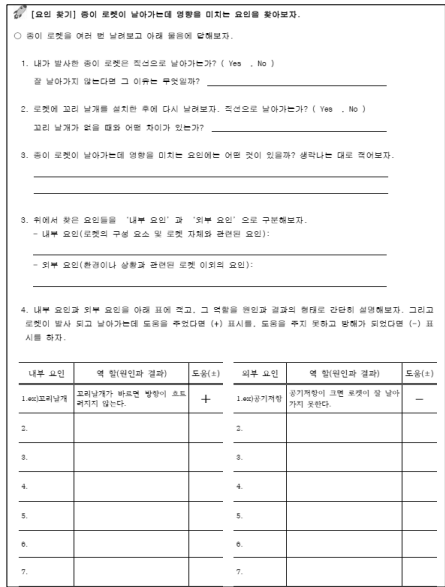 [요인 찾기] 종이 로켓이 날아가는데 영향을 미치는 요인을 찾아보자.
○ 종이 로켓을 여러 번 날려보고 아래 물음에 답해보자.
1. 내가 발사한 종이 로켓은 직선으로 날아가는가? ( Yes , No )
잘 날아가지 않는다면 그 이유는 무엇일까?
2. 로켓에 꼬리 날개를 설치한 후에 다시 날려보자. 직선으로 날아가는가? ( Yes , No )
꼬리 날개가 없을 때와 어떤 차이가 있는가?
3. 종이 로켓이 날아가는데 영향을 미치는 요인에는 어떤 것이 있을까? 생각나는 대로 적어보자.
3. 위에서 찾은 요인들을 '내부 요인'과 '외부 요인'으로 구분해보자.
- 내부 요인(로켓의 구성 요소 및 로켓 자체와 관련된 요인):
- 외부 요인(환경이나 상황과 관련된 로켓 이외의 요인):
4. 내부 요인과 외부 요인을 아래 표에 적고, 그 역할을 원인과 결과의 형태로 간단히 설명해보자. 그리고
로켓이 발사 되고 날아가는데 도움을 주었다면 (+) 표시를, 도움을 주지 못하고 방해가 되었다면 (-) 표
시를 하자.
내부 요인 역 할(원인과 결과) 도움(±) 외부 요인 역 할(원인과 결과) 도움(±)
1.ex)꼬리날개 꼬리날개가 바르면 방향이 흐트 + 1.ex)공기저항 공기저항이 크면 로켓이 잘 날아 -
러지지 않는다. 가지 못한다.
2. 2.
3. 3.
4. 4.
5. 5.
6. 6.
7. 7.